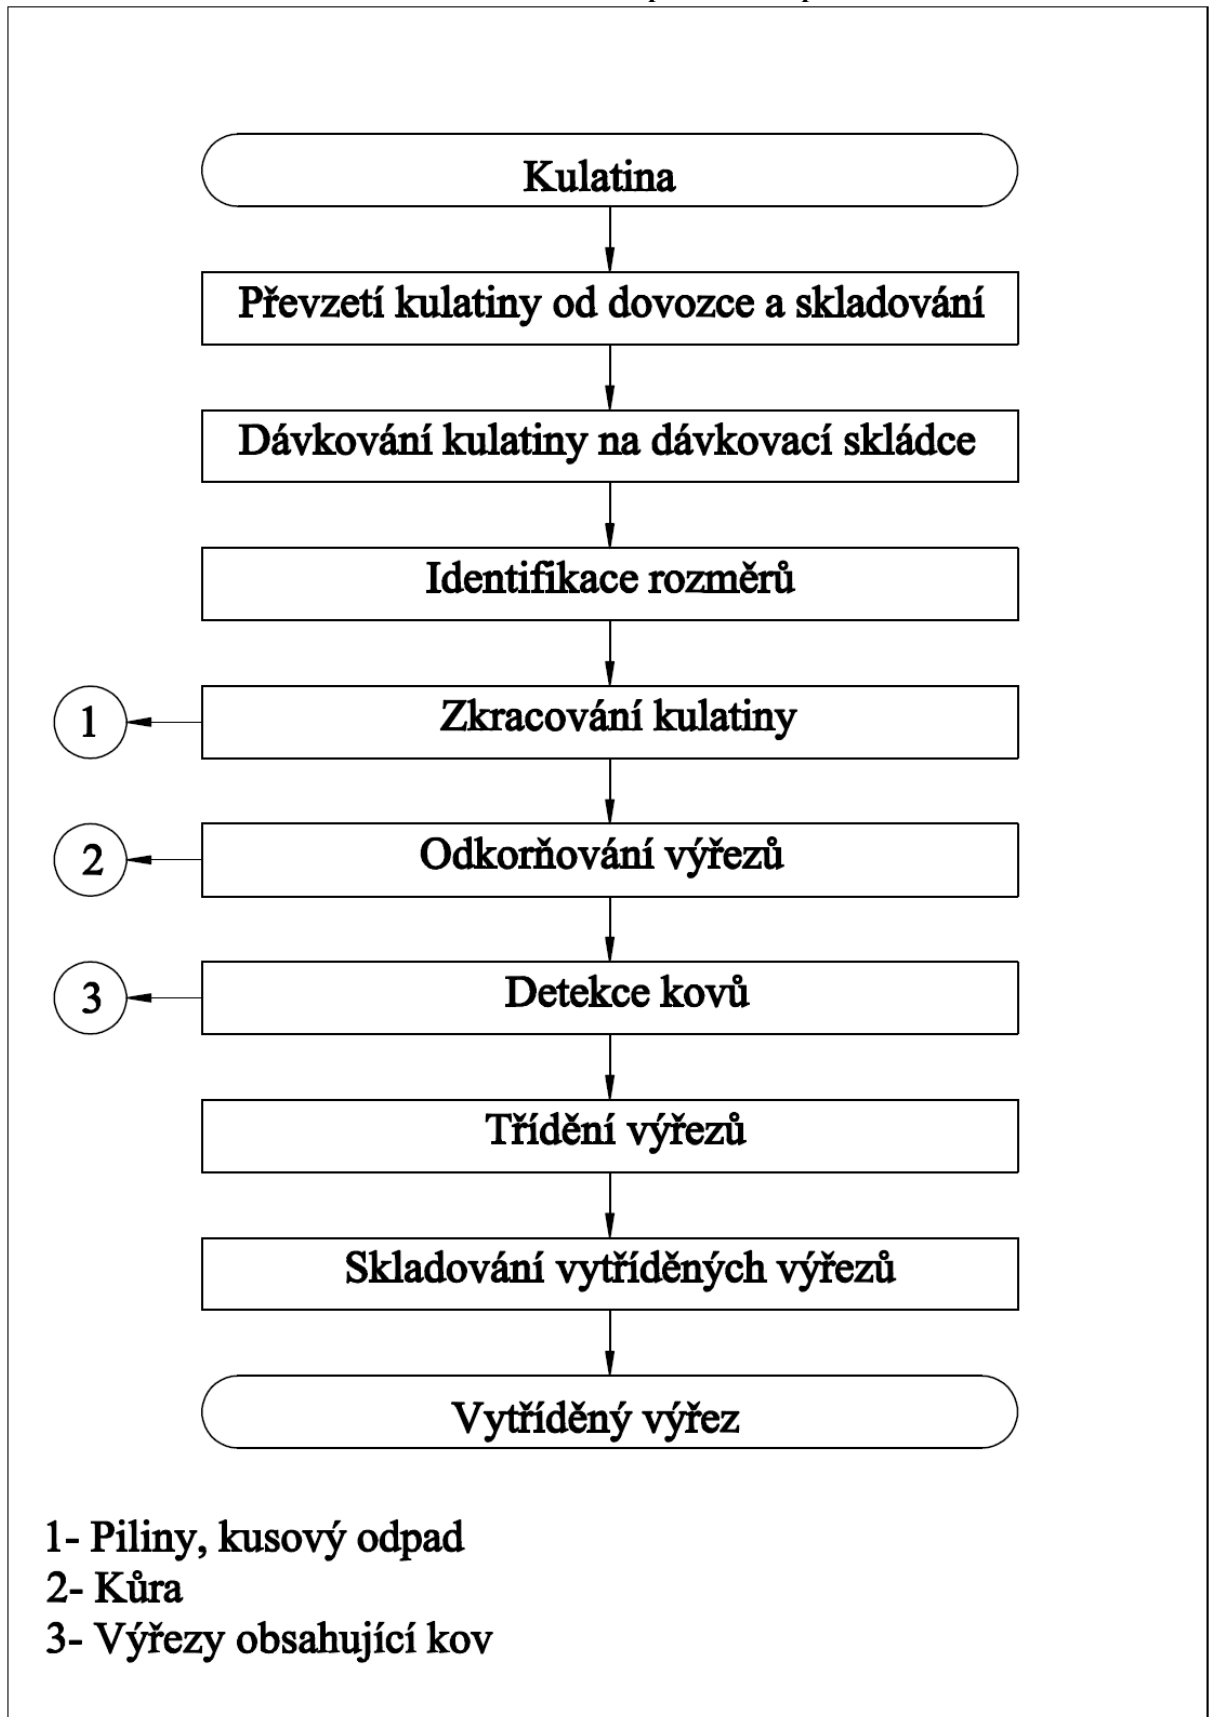 Kulatina
Převzetí kulatiny od dovozce a skladování
Dávkování kulatiny na dávkovací skládce
Identifikace rozměrů
1
Zkracování kulatiny
2
Odkorňování výřezů
3
Detekce kovů
Třídění výřezů
Skladování vytříděných výřezů
Vytříděný výřez
1- Piliny, kusový odpad
2- Kůra
3- Výřezy obsahující kov